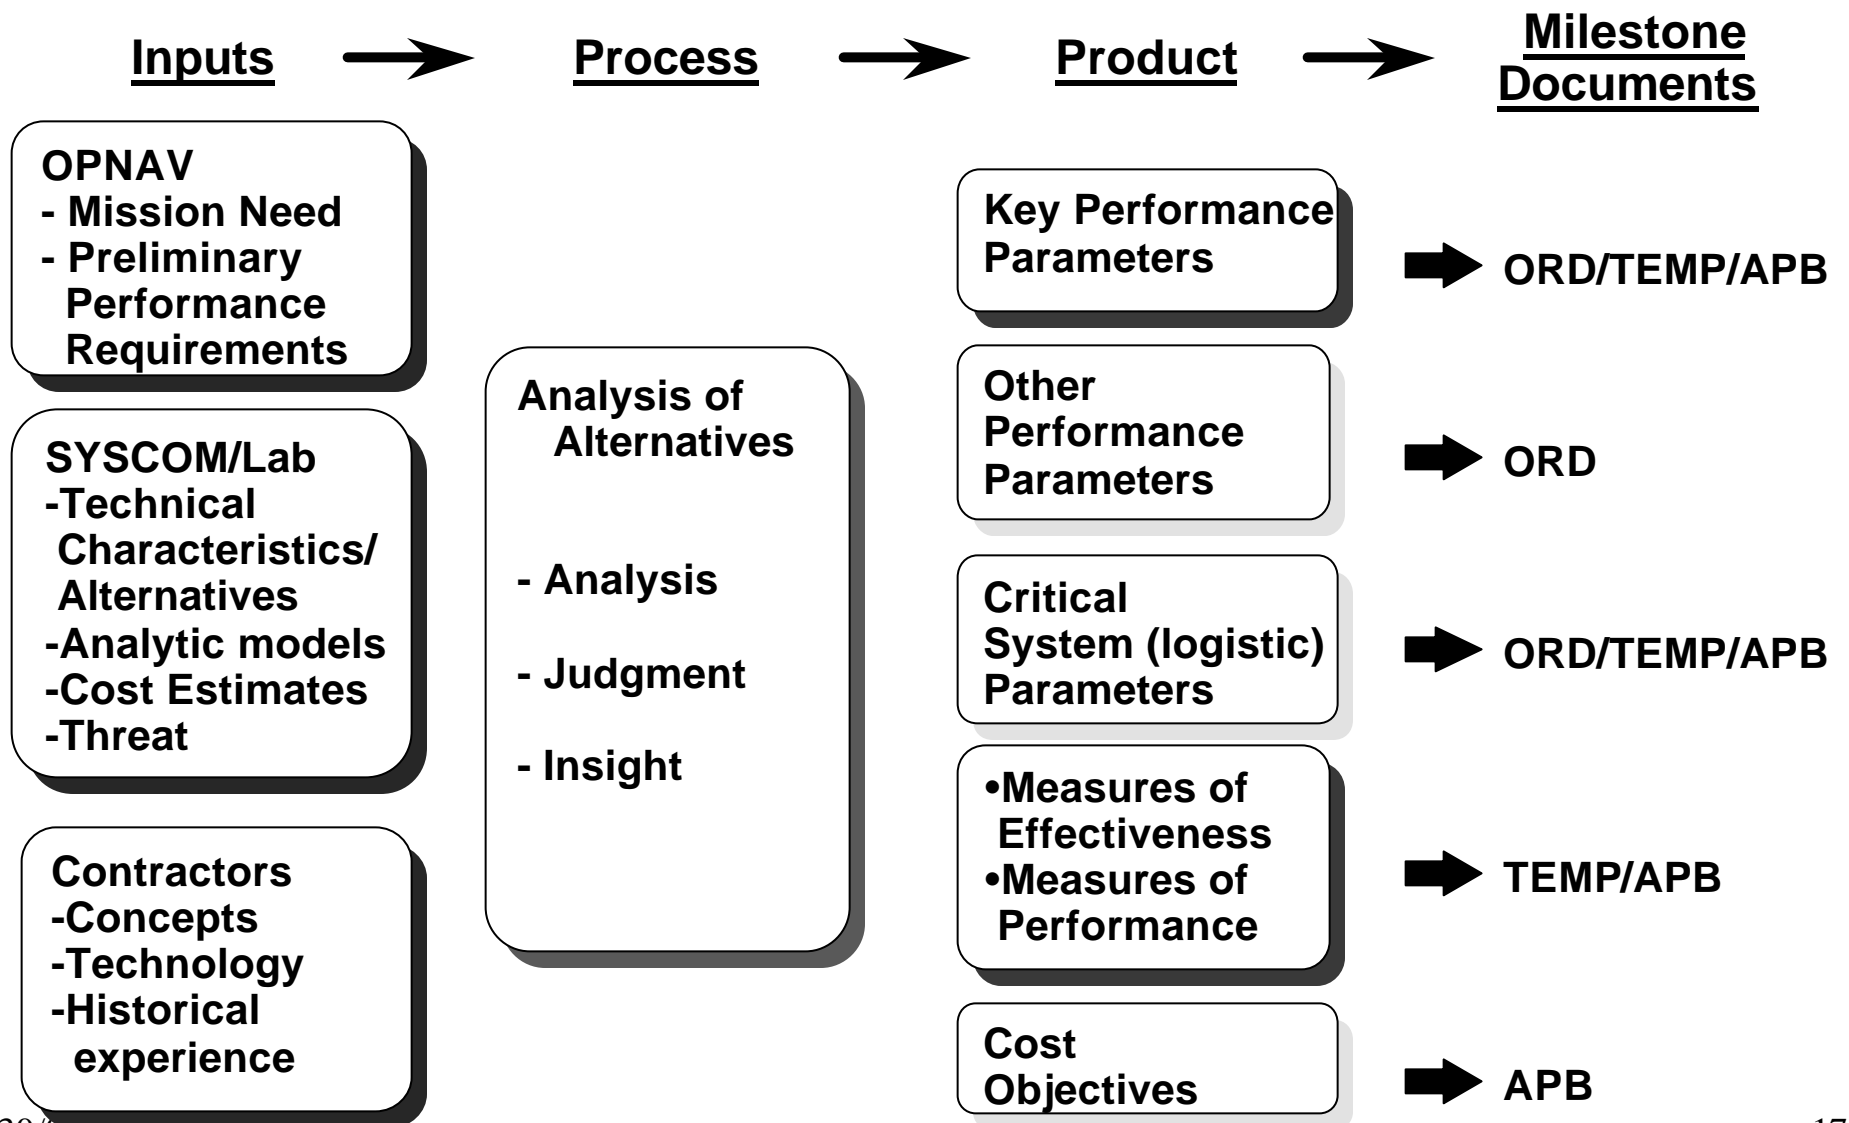 Inputs
Process
Product
Milestone
Documents
OPNAV
- Mission Need
- Preliminary
Performance
Requirements
SYSCOM/Lab
-Technical
Characteristics/
Alternatives
-Analytic models
-Cost Estimates
-Threat
Contractors
-Concepts
-Technology
-Historical
experience
Analysis of
Alternatives
- Analysis
- Judgment
- Insight
Key Performance
Parameters
ORD/TEMP/APB
Other
Performance
Parameters
ORD
Critical
System (logistic)
Parameters
ORD/TEMP/APB
•Measures of
Effectiveness
•Measures of
Performance
TEMP/APB
Cost
Objectives
APB
17